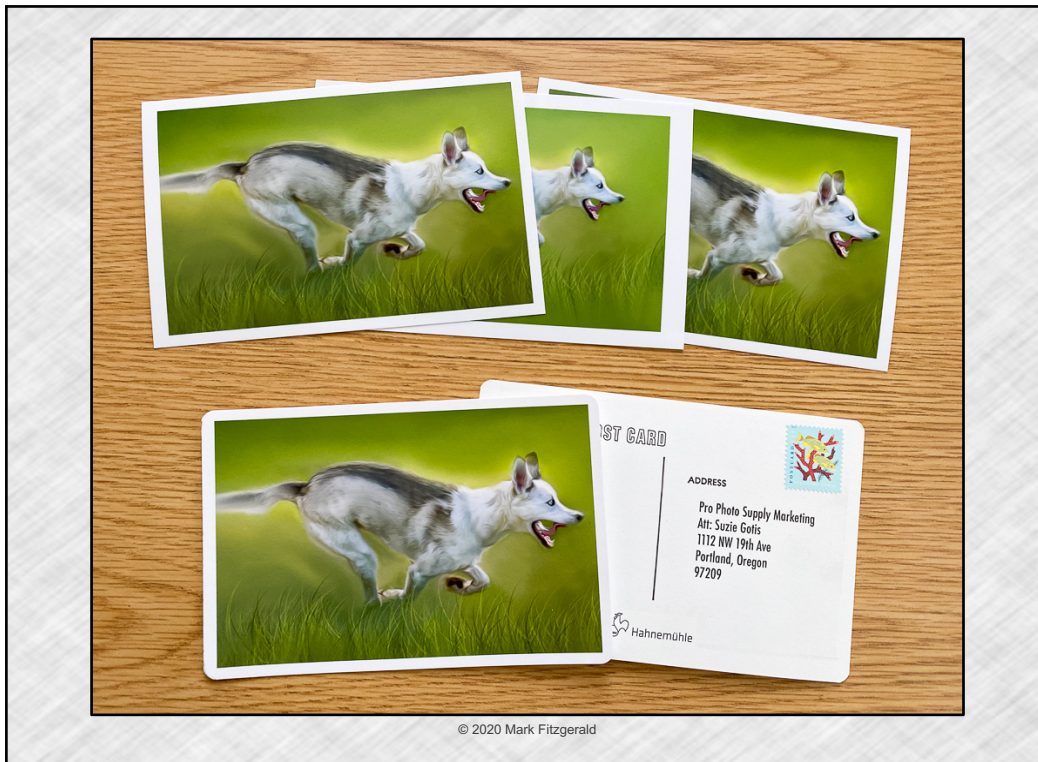 ST CARD
ADDRESS
Pro Photo Supply Marketing
Att: Suzie Gotis
1112 NW 19th Ave
Portland, Oregon
97209
Hahnemühle
© 2020 Mark Fitzgerald